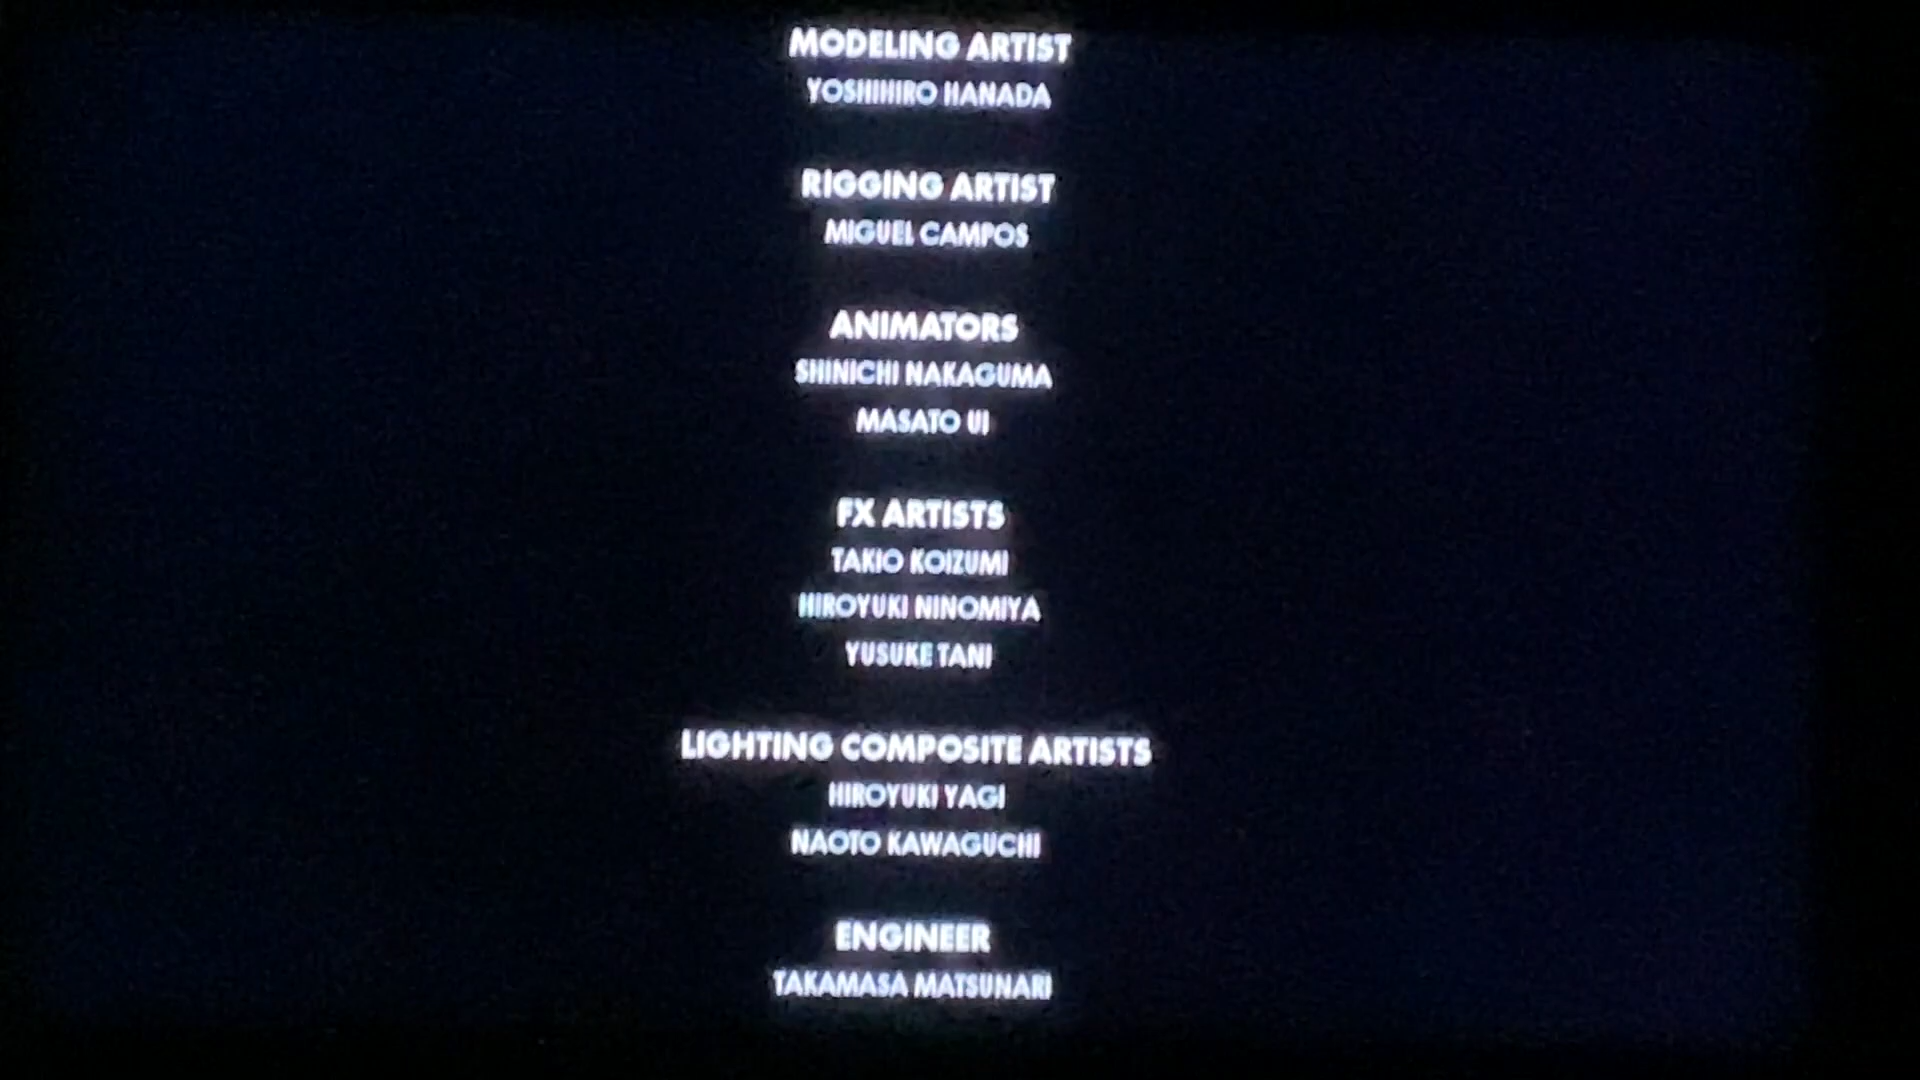 MODELING ARTIST
YOSHIHIRO HANADA
RIGGING ARTIST
MIGUEL CAMPOS
ANIMATORS
SHINICHI NAKAGUMA
MASATO UI
FX ARTISTS
TAKIO KOIZUMI
HIROYUKI NINOMIYA
YUSUKE TANI
LIGHTING COMPOSITE ARTISTS
HIROYUKI YAGI
NAOTO KAWAGUCHI
ENGINEER
TAKAMASA MATSUNARI